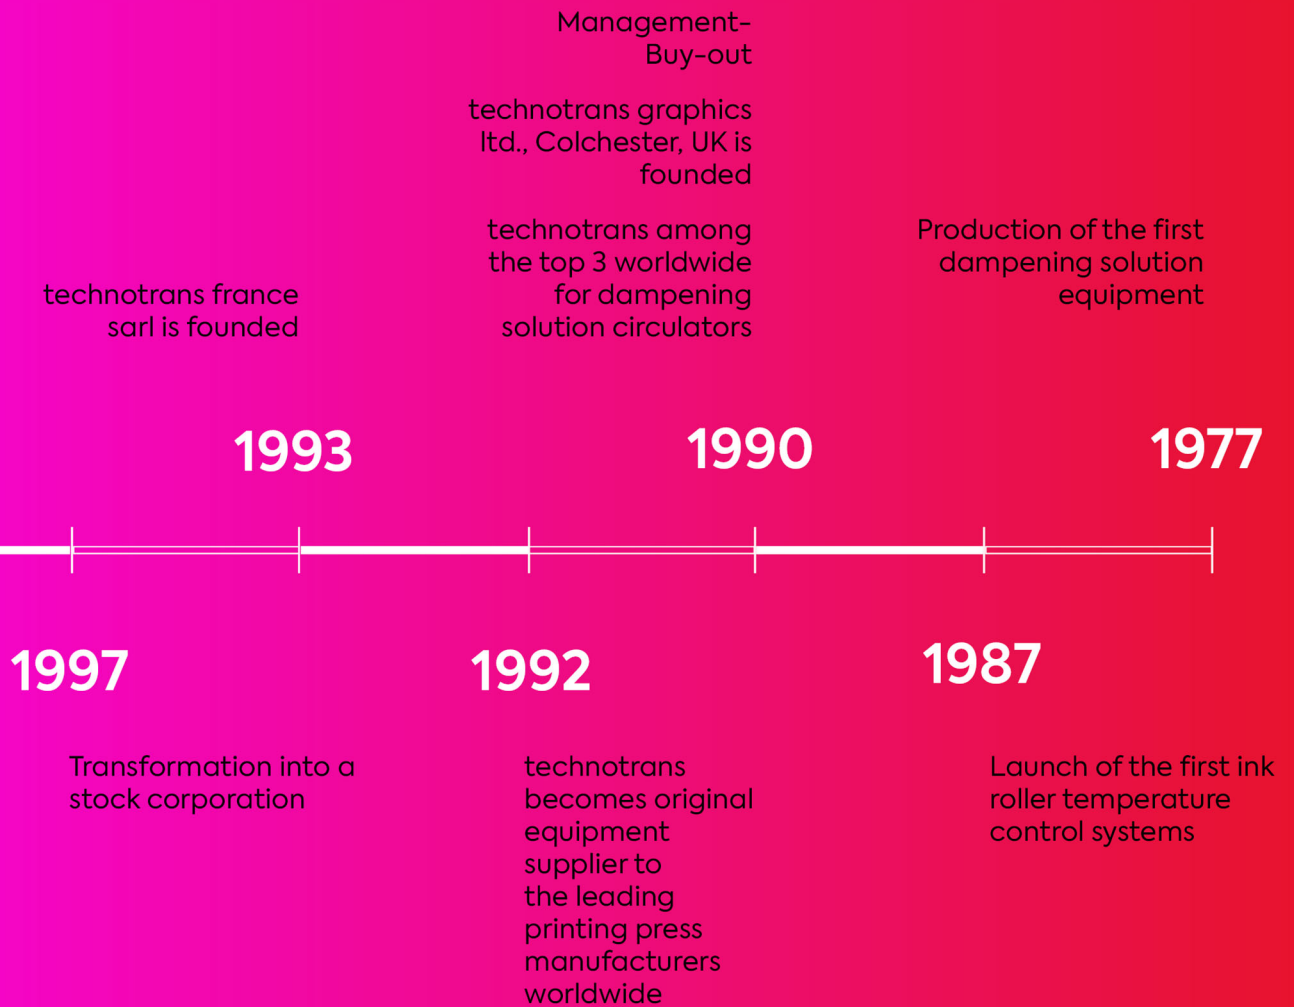 Management-
Buy-out
technotrans graphics
ltd., Colchester, UK is
founded
technotrans among
the top 3 worldwide
for dampening
solution circulators
Production of the first
dampening solution
equipment
technotrans france
sarl is founded
1993
1990
1977
1997
1992
1987
Transformation into a
stock corporation
technotrans
becomes original
equipment
supplier to
the leading
printing press
manufacturers
worldwide
Launch of the first ink
roller temperature
control systems